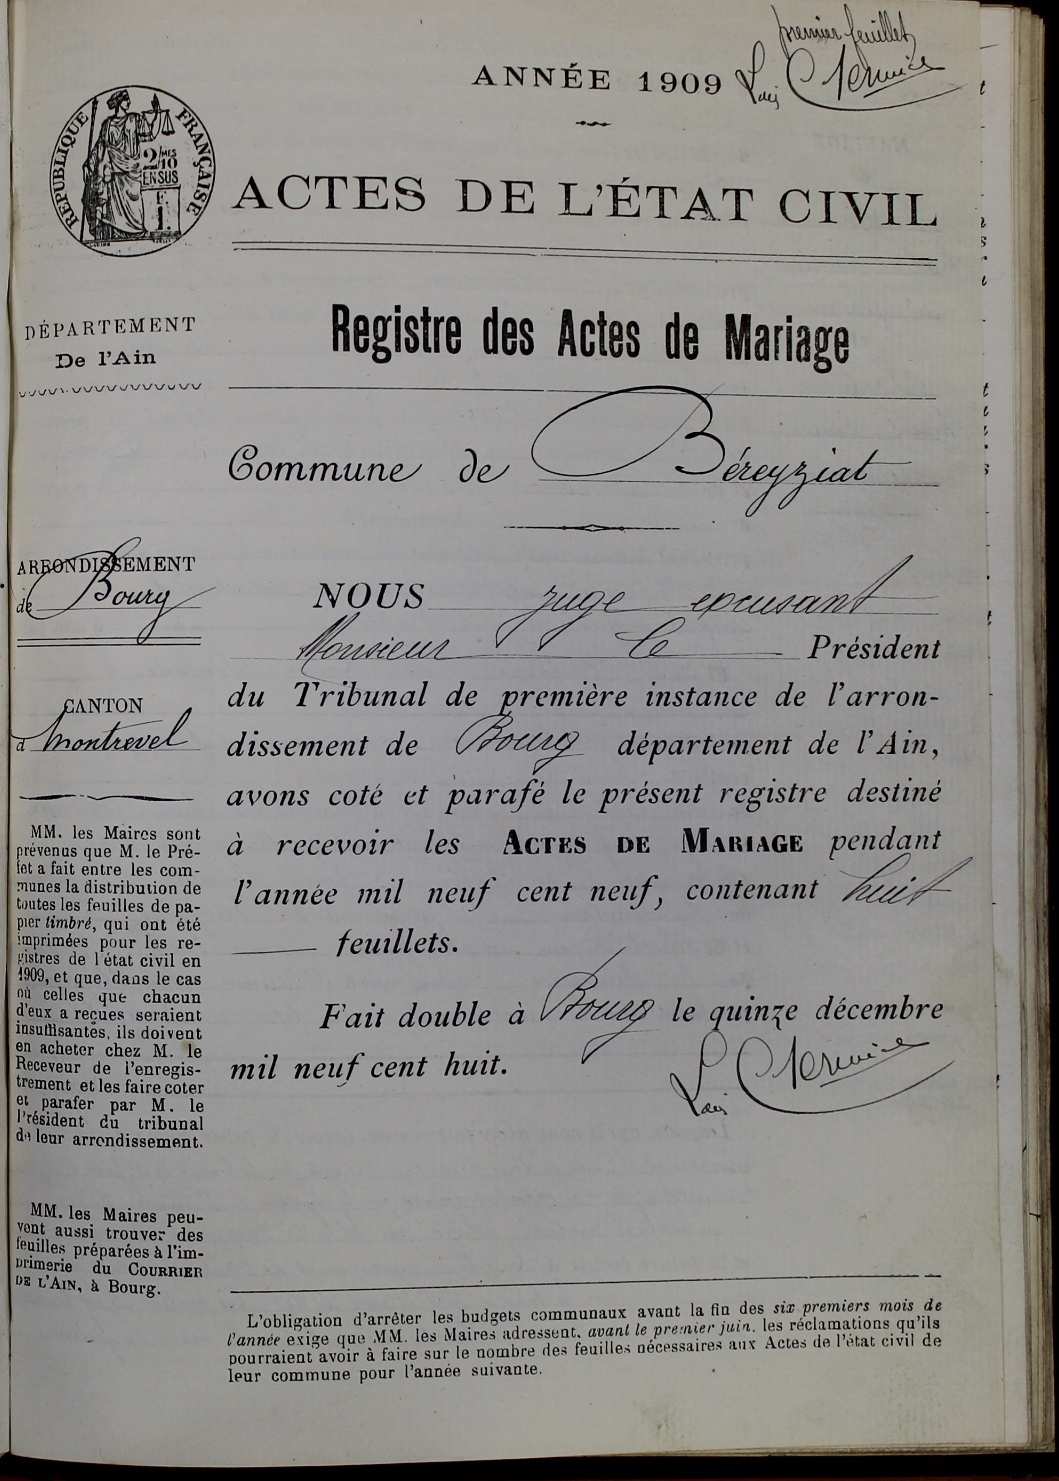 premier feuillet
ANNÉE 1909
RÉPUBLIQUE FRANÇAISE
2/MES
10
EN SUS
F
1.
ACTES DE L'ÉTAT CIVIL
DÉPARTEMENT
De l'Ain
Registre des Actes de Mariage
Commune de Béreyziat
ARRONDISSEMENT
de Bourg
CANTON
d Montrevel
MM. les Maires sont
prévenus que M. le Pré-
fet a fait entre les com-
munes la distribution de
toutes les feuilles de pa-
pier timbré, qui ont été
imprimées pour les re-
gistres de l'état civil en
1909, et que, dans le cas
où celles que chacun
d'eux a reçues seraient
insuffisantes, ils doivent
en acheter chez M. le
Receveur de l'enregis-
trement et les faire coter
et parafer par M. le
Président du tribunal
de leur arrondissement.
MM. les Maires peu-
vent aussi trouver des
feuilles préparées à l'im-
primerie du COURRIER
DE L'AIN, à Bourg.
NOUS juge excusant
Monsieur le Président
du Tribunal de première instance de l'arron-
dissement de Bourg département de l'Ain,
avons coté et parafé le présent registre destiné
à recevoir les ACTES DE MARIAGE pendant
l'année mil neuf cent neuf, contenant huit
feuillets.
Fait double à Bourg le quinze décembre
mil neuf cent huit.
L'obligation d'arrêter les budgets communaux avant la fin des six premiers mois de
l'année exige que MM. les Maires adressent, avant le premier juin, les réclamations qu'ils
pourraient avoir à faire sur le nombre des feuilles nécessaires aux Actes de l'état civil de
leur commune pour l'année suivante.